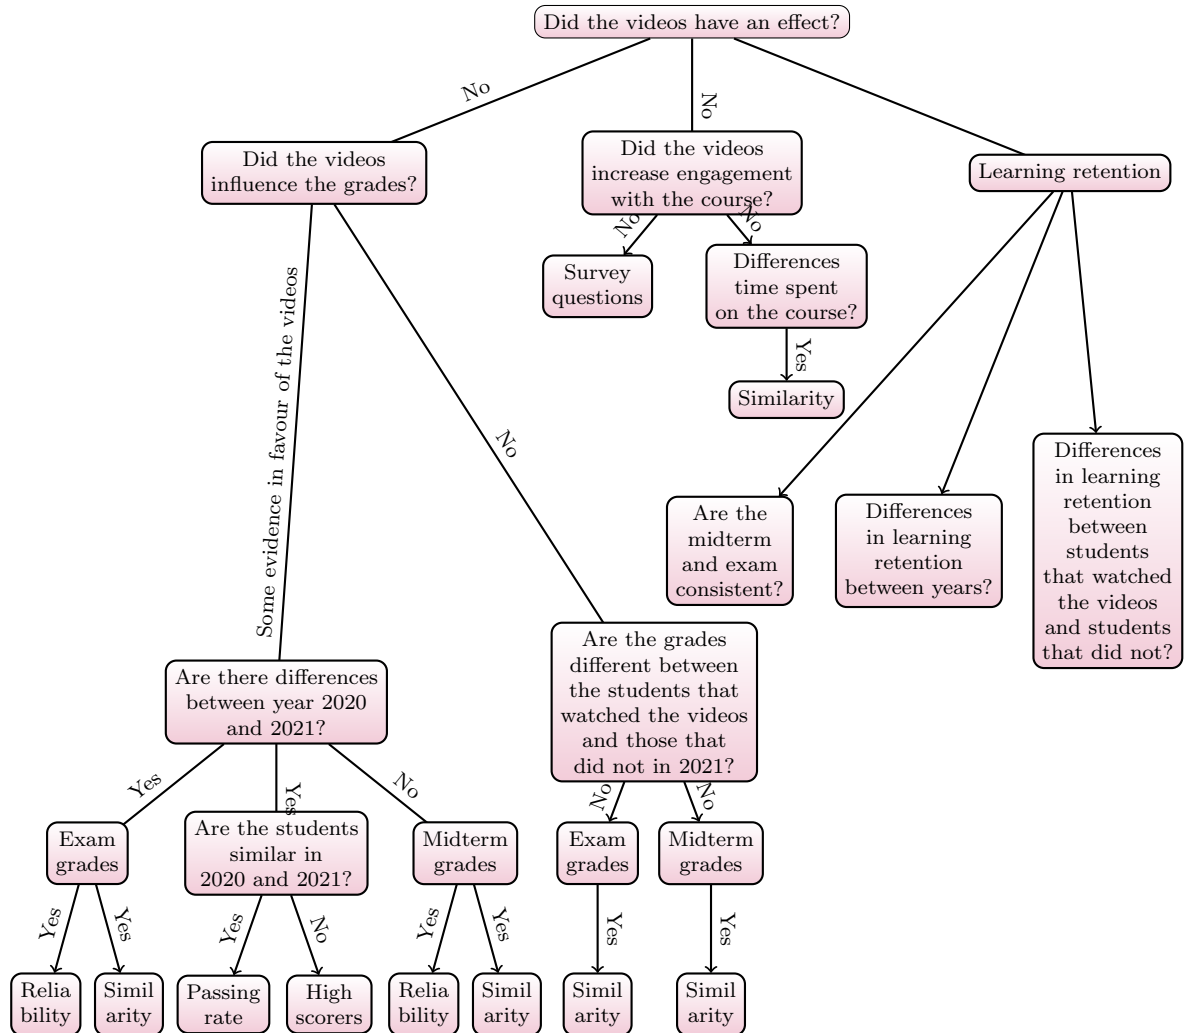 Did the videos have an effect?
No
No
Did the videos
influence the grades?
Did the videos
increase engagement
with the course?
Learning retention
No
No
Survey
questions
Differences
time spent
on the course?
Yes
Similarity
Some evidence in favour of the videos
No
Are the
midterm
and exam
consistent?
Differences
in learning
retention
between years?
Differences
in learning
retention
between
students
that watched
the videos
and students
that did not?
Are there differences
between year 2020
and 2021?
Are the grades
different between
the students that
watched the videos
and those that
did not in 2021?
Yes
Yes
No
No
No
Exam
grades
Are the students
similar in
2020 and 2021?
Midterm
grades
Exam
grades
Midterm
grades
Yes
Yes
Yes
No
Yes
Yes
Yes
Yes
Relia
bility
Simil
arity
Passing
rate
High
scorers
Relia
bility
Simil
arity
Simil
arity
Simil
arity